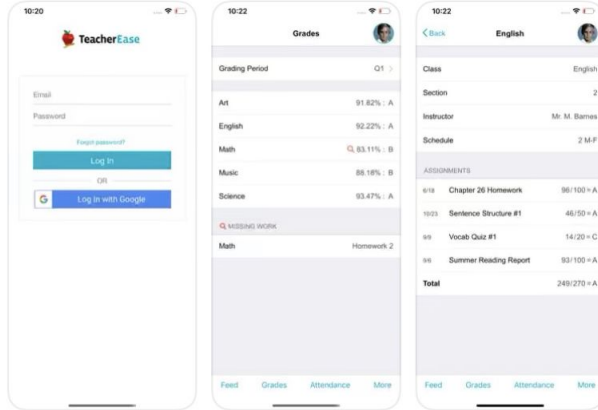 10:20
TeacherEase
Email
Password
Forgot password?
Log In
OR
Log In with Google
10:22
Grades
Grading Period Q1
Art 91.82% : A
English 92.22% : A
Math 83.11% : B
Music 88.18% : B
Science 93.47% : A
MISSING WORK
Math Homework 2
Feed Grades Attendance More
10:22
Back English
Class English
Section 2
Instructor Mr. M. Barnes
Schedule 2 M-F
ASSIGNMENTS
Chapter 26 Homework 96/100 = A
10/23 Sentence Structure #1 46/50 = A
9/9 Vocab Quiz #1 14/20 = C
Summer Reading Report 93/100 = A
Total 249/270 = A
Feed Grades Attendance More